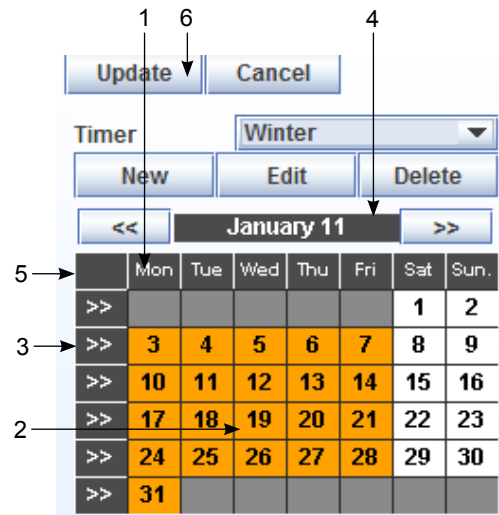 1 6 4
Update Cancel
Timer Winter
New Edit Delete
<< January 11 >>
5 Mon Tue Wed Thu Fri Sat Sun.
>> 1 2
3 >> 3 4 5 6 7 8 9
>> 10 11 12 13 14 15 16
2 >> 17 18 19 20 21 22 23
>> 24 25 26 27 28 29 30
>> 31